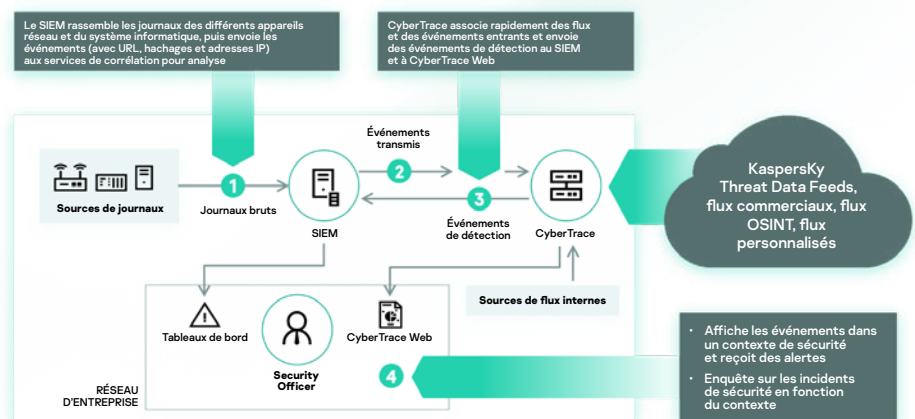 Le SIEM rassemble les journaux des différents appareils
réseau et du système informatique, puis envoie les
événements (avec URL, hachages et adresses IP)
aux services de corrélation pour analyse
CyberTrace associe rapidement des flux
et des événements entrants et envoie
des événements de détection au SIEM
et à CyberTrace Web
Sources de journaux
1
Journaux bruts
SIEM
Événements
transmis
2
3
Événements
de détection
CyberTrace
KasperSky
Threat Data Feeds,
flux commerciaux, flux
OSINT, flux
personnalisés
Sources de flux internes
Tableaux de bord
Security
Officer
CyberTrace Web
4
RÉSEAU
D'ENTREPRISE
• Affiche les événements dans
un contexte de sécurité
et reçoit des alertes
• Enquête sur les incidents
de sécurité en fonction
du contexte